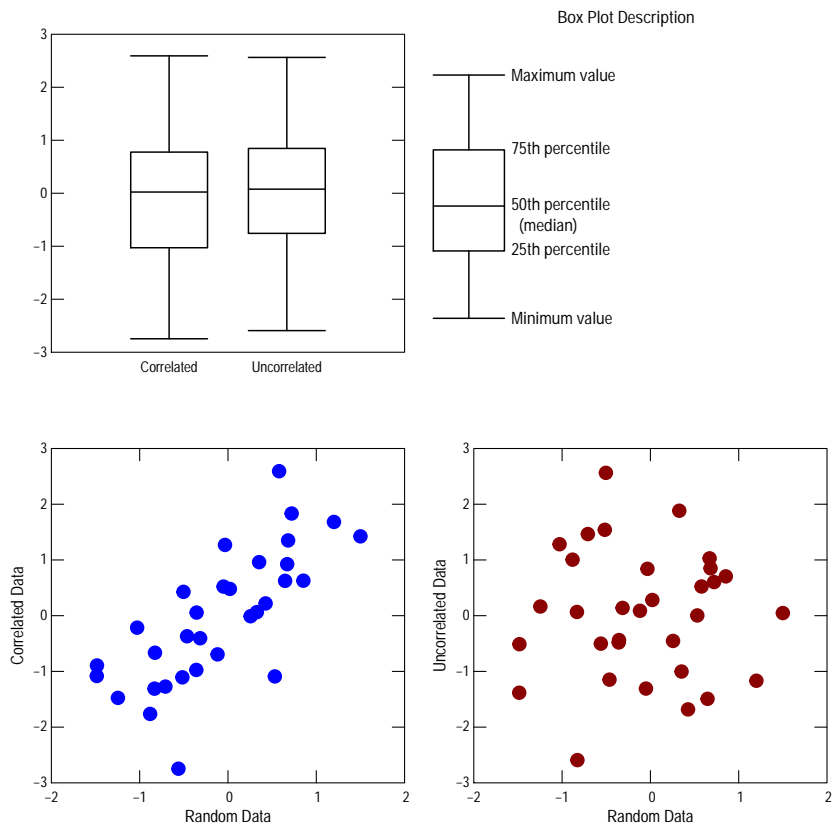 Box Plot Description
3
2
1
0
−1
−2
−3
Correlated
Uncorrelated
Maximum value
75th percentile
50th percentile
(median)
25th percentile
Minimum value
3
2
1
0
−1
−2
−3
Correlated Data
−2
−1
0
1
2
Random Data
3
2
1
0
−1
−2
−3
Uncorrelated Data
−2
−1
0
1
2
Random Data